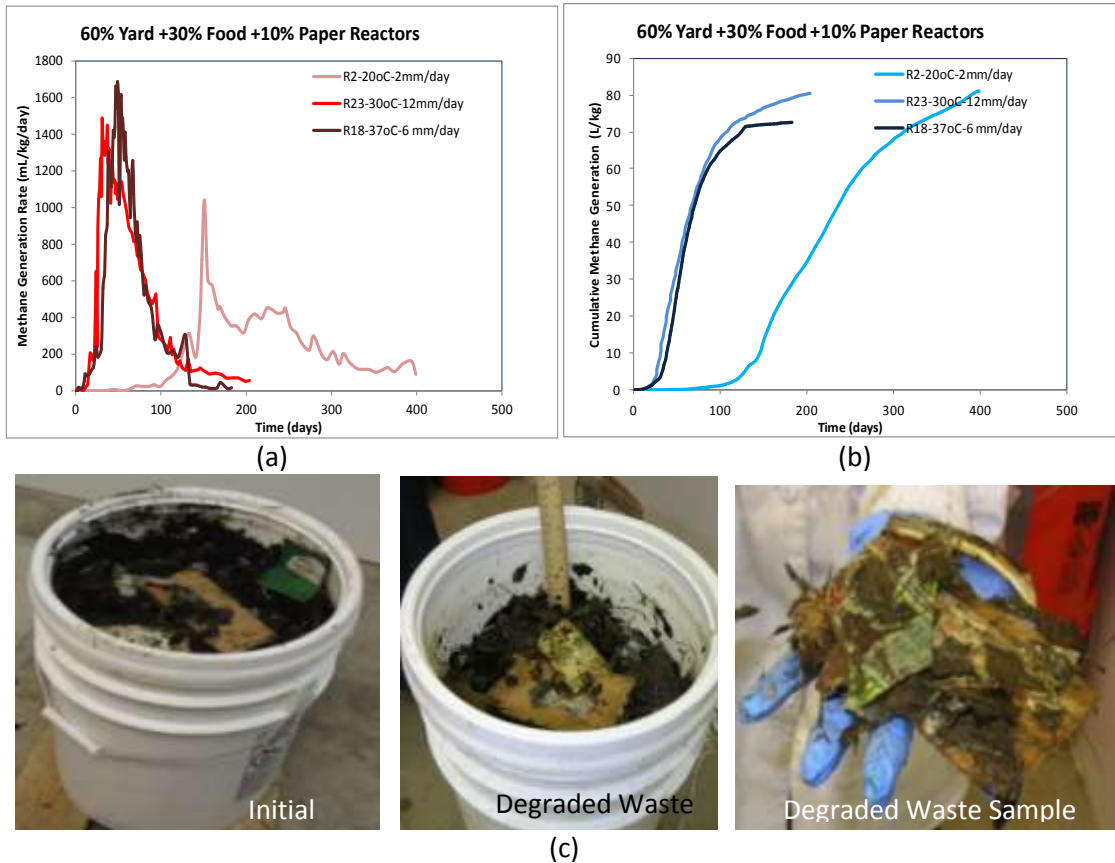 60% Yard +30% Food +10% Paper Reactors
Methane Generation Rate (mL/kg/day)
1800
1600
1400
1200
1000
800
600
400
200
0
R2-20oC-2mm/day
R23-30oC-12mm/day
R18-37oC-6 mm/day
0 100 200 300 400 500
Time (days)
(a)
60% Yard +30% Food +10% Paper Reactors
Cumulative Methane Generation (L/kg)
90
80
70
60
50
40
30
20
10
0
R2-20oC-2mm/day
R23-30oC-12mm/day
R18-37oC-6 mm/day
0 100 200 300 400 500
Time (days)
(b)
Initial
Degraded Waste
Degraded Waste Sample
(c)